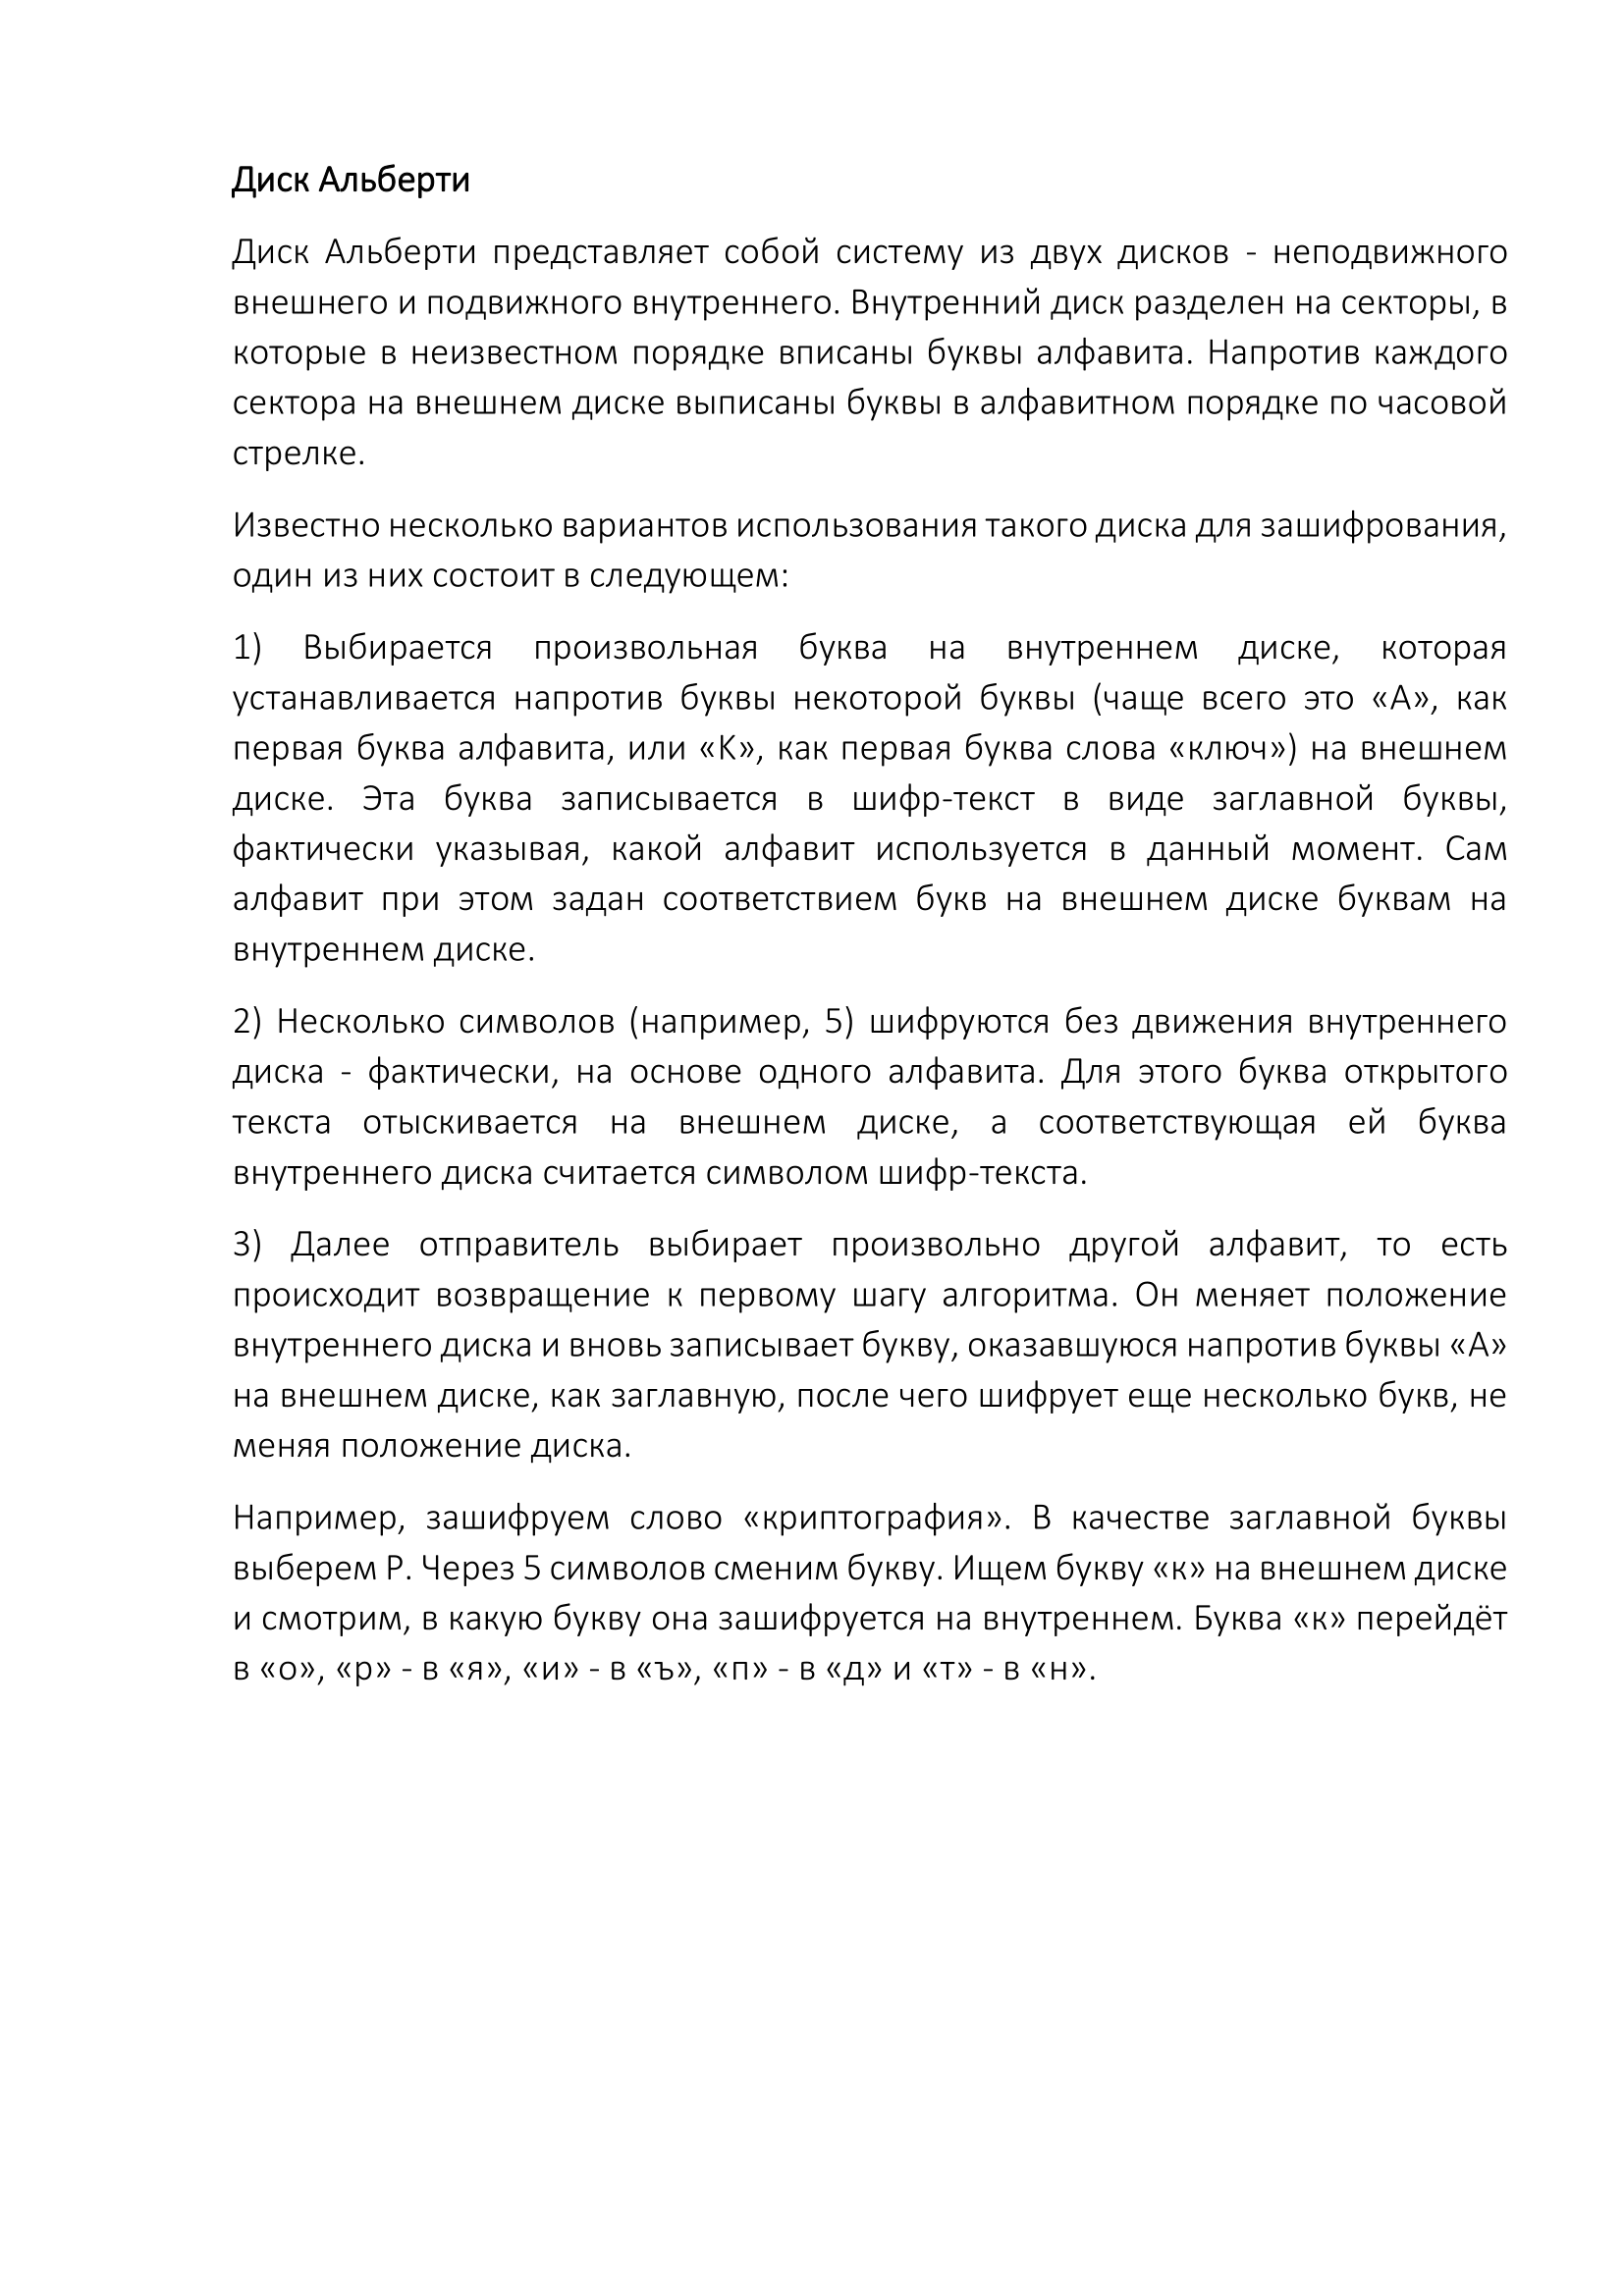 Диск Альберти
Диск Альберти представляет собой систему из двух дисков - неподвижного
внешнего и подвижного внутреннего. Внутренний диск разделен на секторы, в
которые в неизвестном порядке вписаны буквы алфавита. Напротив каждого
сектора на внешнем диске выписаны буквы в алфавитном порядке по часовой
стрелке.
Известно несколько вариантов использования такого диска для зашифрования,
один из них состоит в следующем:
1) Выбирается произвольная буква на внутреннем диске, которая
устанавливается напротив буквы некоторой буквы (чаще всего это «А», как
первая буква алфавита, или «К», как первая буква слова «ключ») на внешнем
диске. Эта буква записывается в шифр-текст в виде заглавной буквы,
фактически указывая, какой алфавит используется в данный момент. Сам
алфавит при этом задан соответствием букв на внешнем диске буквам на
внутреннем диске.
2) Несколько символов (например, 5) шифруются без движения внутреннего
диска - фактически, на основе одного алфавита. Для этого буква открытого
текста отыскивается на внешнем диске, а соответствующая ей буква
внутреннего диска считается символом шифр-текста.
3) Далее отправитель выбирает произвольно другой алфавит, то есть
происходит возвращение к первому шагу алгоритма. Он меняет положение
внутреннего диска и вновь записывает букву, оказавшуюся напротив буквы «А»
на внешнем диске, как заглавную, после чего шифрует еще несколько букв, не
меняя положение диска.
Например, зашифруем слово «криптография». В качестве заглавной буквы
выберем Р. Через 5 символов сменим букву. Ищем букву «к» на внешнем диске
и смотрим, в какую букву она зашифруется на внутреннем. Буква «к» перейдёт
в «о», «р» - в «я», «и» - в «ъ», «п» - в «д» и «т» - в «н».